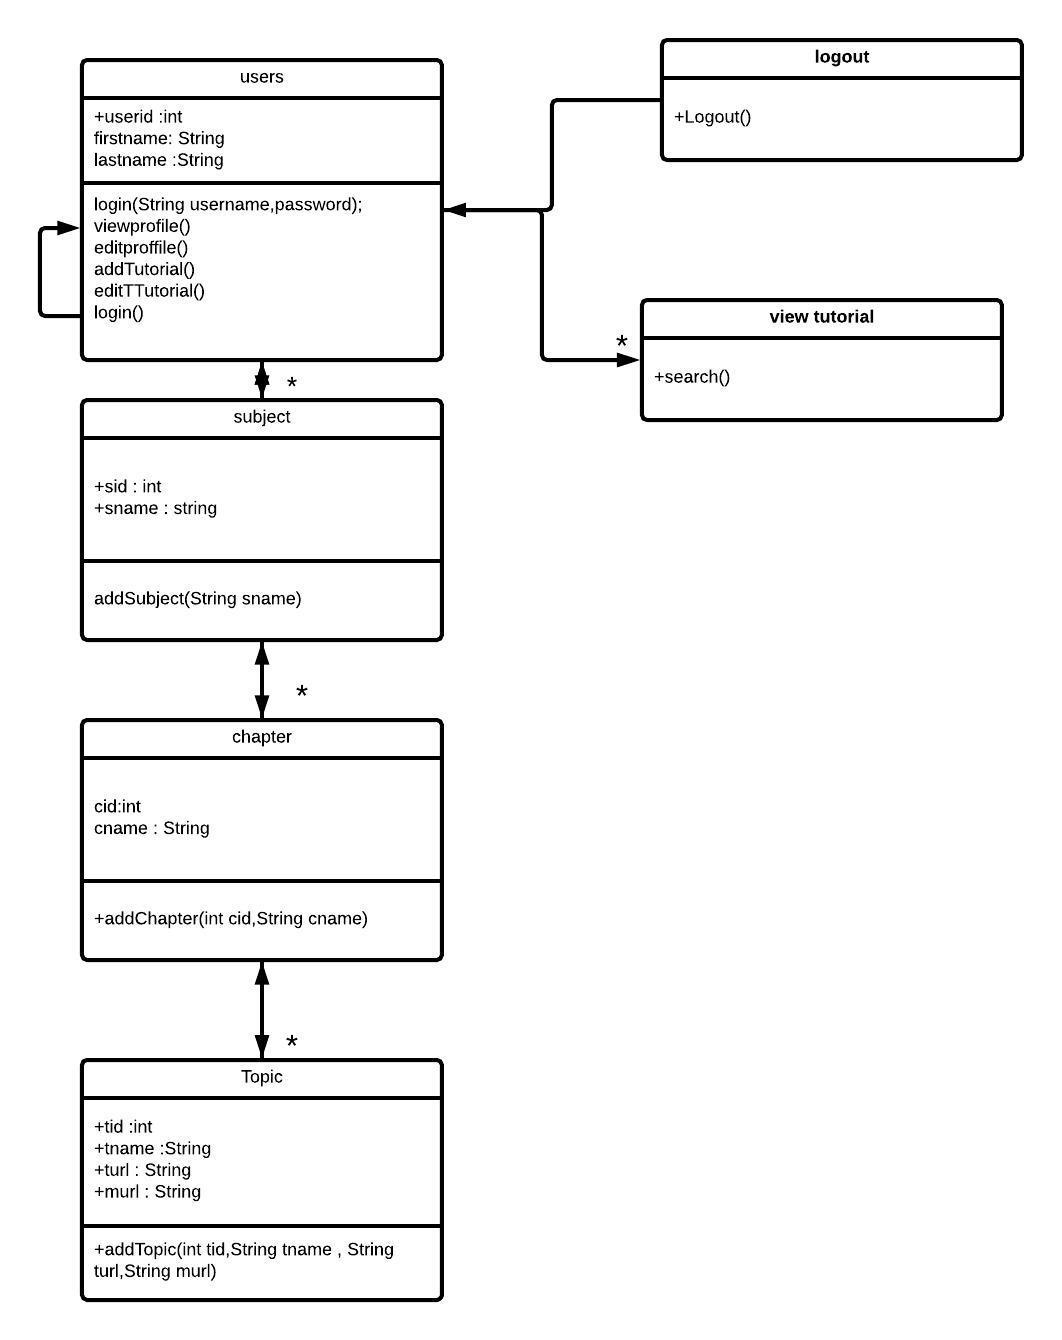 users
+userid :int
firstname: String
lastname :String
login(String username,password);
viewprofile()
editproffile()
addTutorial()
editTTutorial()
login()
logout
+Logout()
*
view tutorial
+search()
*
subject
+sid : int
+sname : string
addSubject(String sname)
*
chapter
cid:int
cname : String
+addChapter(int cid,String cname)
*
Topic
+tid :int
+tname :String
+turl : String
+murl : String
+addTopic(int tid,String tname , String
turl,String murl)